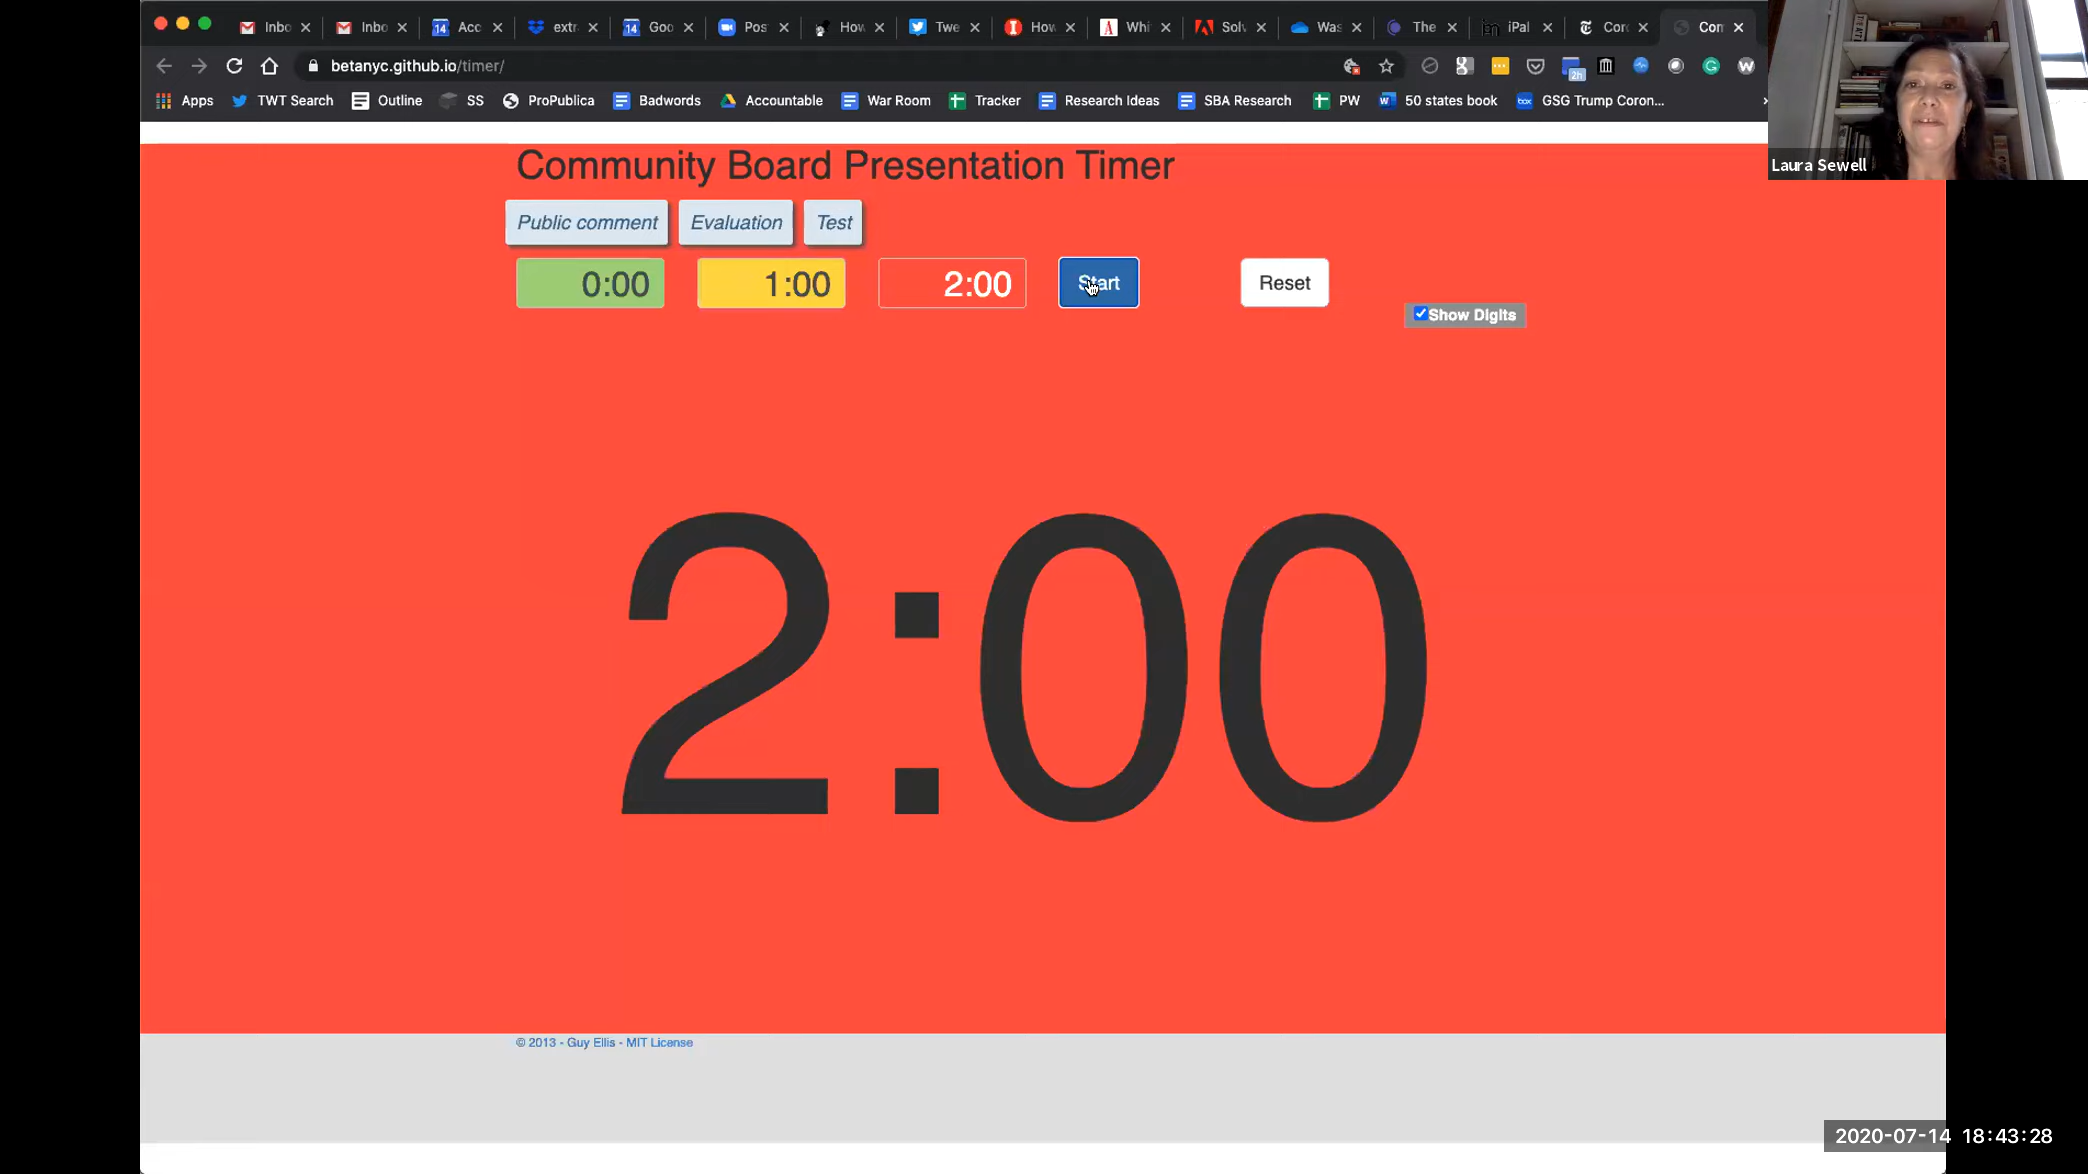 Inbo Inbo Acc extr Goo Pos How Twe How Whi Solv Was The iPal Cor Con
betanyc.github.io/timer/
2h
Apps TWT Search Outline SS ProPublica Badwords Accountable War Room Tracker Research Ideas SBA Research PW 50 states book GSG Trump Coron...
Laura Sewell
Community Board Presentation Timer
Public comment Evaluation Test
0:00 1:00 2:00 Start Reset
Show Digits
2:00
© 2013 - Guy Ellis - MIT License
2020-07-14 18:43:28